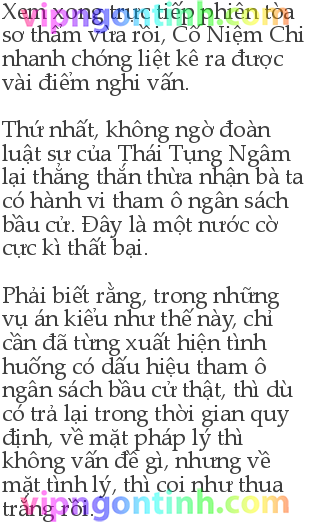 Xem xong trực tiếp phiên tòa
sơ thẩm vừa rồi, Cố Niệm Chi
nhanh chóng liệt kê ra được
vài điểm nghi vấn.
Thứ nhất, không ngờ đoàn
luật sư của Thái Tụng Ngâm
lại thẳng thắn thừa nhận bà ta
có hành vi tham ô ngân sách
bầu cử. Đây là một nước cờ
cực kì thất bại.
Phải biết rằng, trong những
vụ án kiểu như thế này, chỉ
cần đã từng xuất hiện tình
huống có dấu hiệu tham ô
ngân sách bầu cử thật, thì dù
có trả lại trong thời gian quy
định, về mặt pháp lý thì
không vấn đề gì, nhưng về
mặt tình lý, thì coi như thua
trắng rồi.
vipngontinh.com
vipngontinh.com